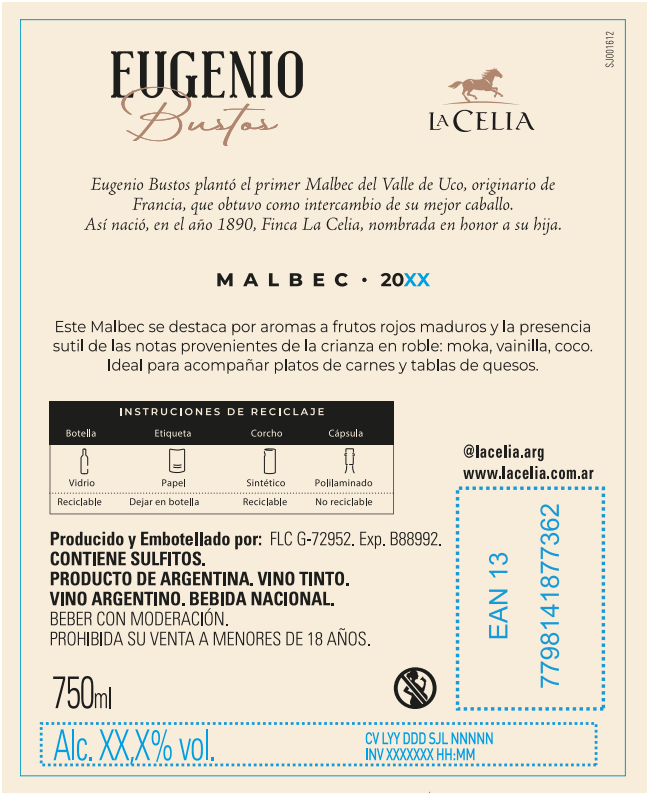 SJ001612
EUGENIO
Bustos
LA CELIA
Eugenio Bustos plantó el primer Malbec del Valle de Uco, originario de
Francia, que obtuvo como intercambio de su mejor caballo.
Así nació, en el año 1890, Finca La Celia, nombrada en honor a su hija.
MALBEC · 20XX
Este Malbec se destaca por aromas a frutos rojos maduros y la presencia
sutil de las notas provenientes de la crianza en roble: moka, vainilla, coco.
Ideal para acompañar platos de carnes y tablas de quesos.
INSTRUCIONES DE RECICLAJE
Botella Etiqueta Corcho Cápsula
Vidrio Papel Sintético Polilaminado
Reciclable Dejar en botella Reciclable No reciclable
@lacelia.arg
www.lacelia.com.ar
Producido y Embotellado por: FLC G-72952. Exp. B88992.
CONTIENE SULFITOS.
PRODUCTO DE ARGENTINA. VINO TINTO.
VINO ARGENTINO. BEBIDA NACIONAL.
BEBER CON MODERACIÓN.
PROHIBIDA SU VENTA A MENORES DE 18 AÑOS.
EAN 13
7798141877362
750ml
Alc. XX,X% vol.
CV LYY DDD SJL NNNNN
INV XXXXXXX HH:MM